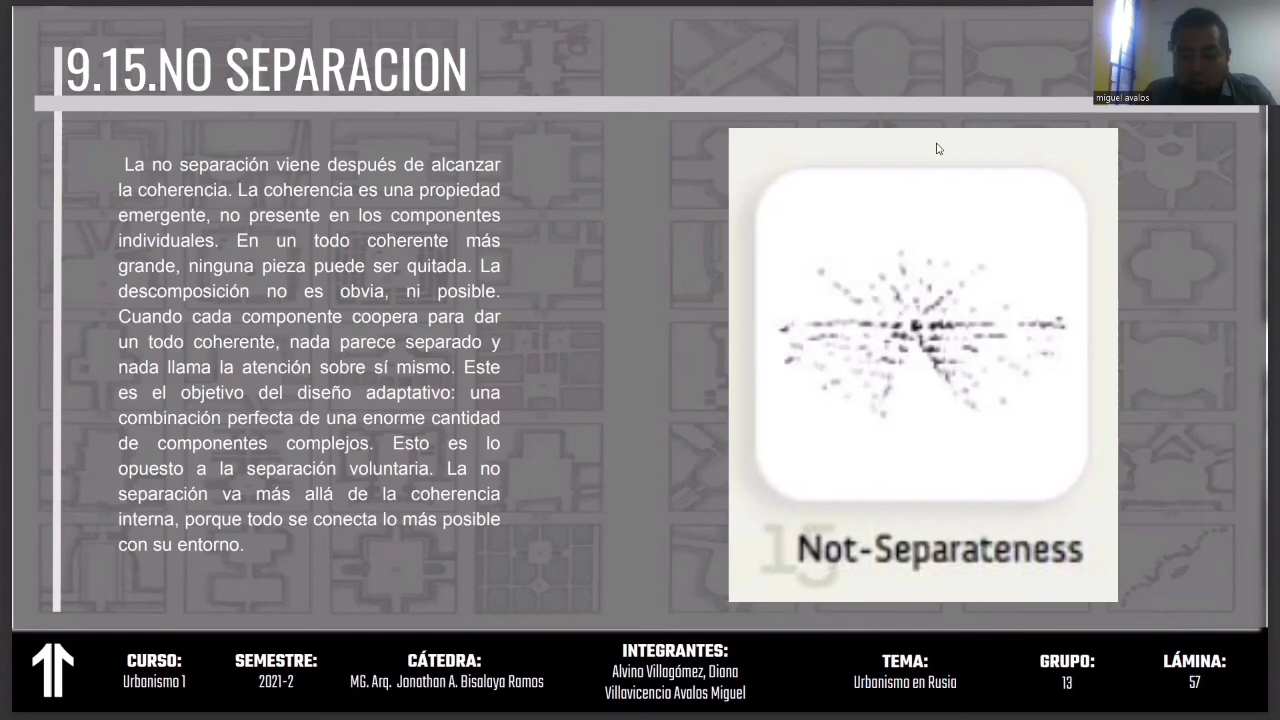 9.15.NO SEPARACION
miguel avalos
La no separación viene después de alcanzar
la coherencia. La coherencia es una propiedad
emergente, no presente en los componentes
individuales. En un todo coherente más
grande, ninguna pieza puede ser quitada. La
descomposición no es obvia, ni posible.
Cuando cada componente coopera para dar
un todo coherente, nada parece separado y
nada llama la atención sobre sí mismo. Este
es el objetivo del diseño adaptativo: una
combinación perfecta de una enorme cantidad
de componentes complejos. Esto es lo
opuesto a la separación voluntaria. La no
separación va más allá de la coherencia
interna, porque todo se conecta lo más posible
con su entorno.
15
Not-Separateness
CURSO:
Urbanismo 1
SEMESTRE:
2021-2
CÁTEDRA:
MG. Arq. Jonathan A. Bisalaya Ramos
INTEGRANTES:
Alvino Villagómez, Diana
Villavicencio Avalos Miguel
TEMA:
Urbanismo en Rusia
GRUPO:
13
LÁMINA:
57